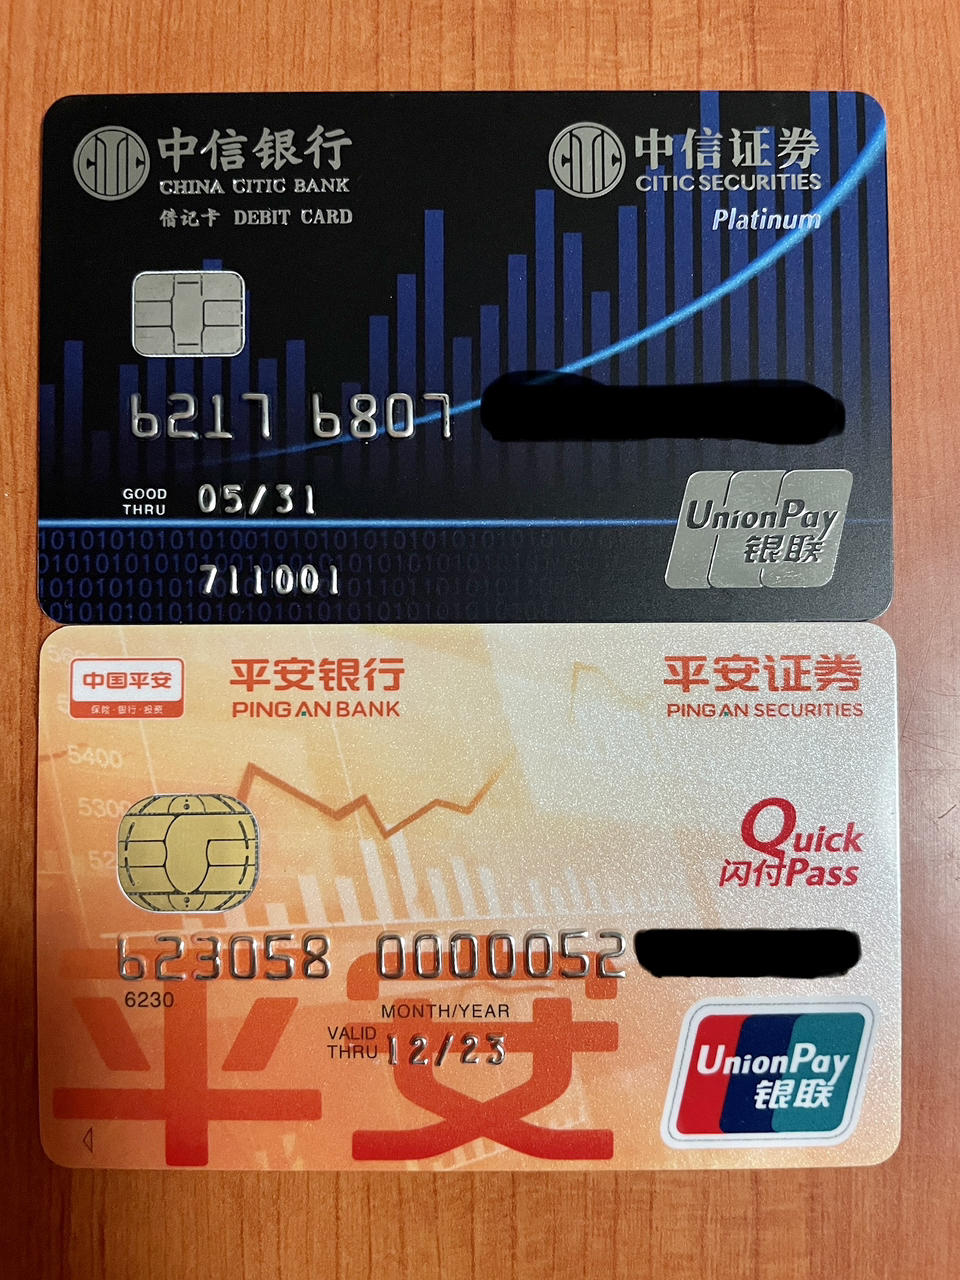 中信银行
CHINA CITIC BANK
借记卡 DEBIT CARD
中信证券
CITIC SECURITIES
Platinum
6217 6807
GOOD
THRU
05/31
UnionPay
银联
711001
中国平安
保险·银行·投资
平安银行
PING AN BANK
平安证券
PING AN SECURITIES
5400
5300
Quick
闪付Pass
623058 0000052
6230
MONTH/YEAR
VALID
THRU
12/23
平安
UnionPay
银联